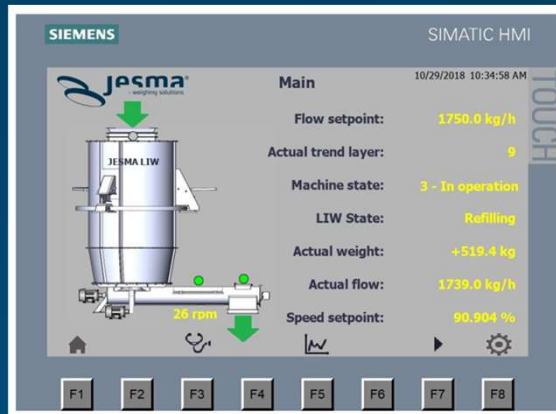 SIEMENS
SIMATIC HMI
TOUCH
Jesma®
- weighing solutions
Main
10/29/2018 10:34:58 AM
Flow setpoint: 1750.0 kg/h
Actual trend layer: 9
JESMA LIW
Machine state: 3 - In operation
LIW State: Refilling
Actual weight: +519.4 kg
Actual flow: 1739.0 kg/h
26 rpm
Speed setpoint: 90.904 %
F1 F2 F3 F4 F5 F6 F7 F8